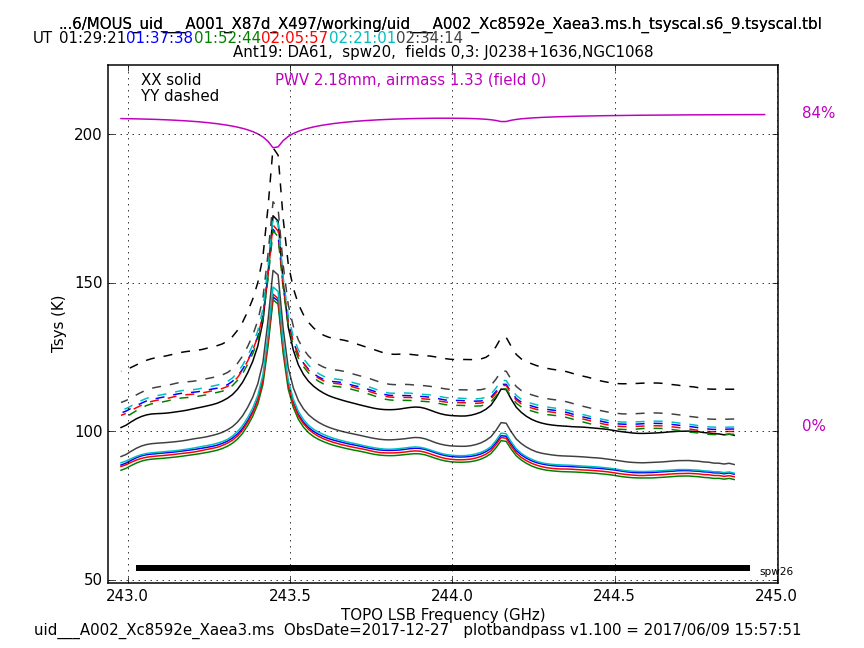 ...6/MOUS_uid___A001_X87d_X497/working/uid___A002_Xc8592e_Xaea3.ms.h_tsyscal.s6_9.tsyscal.tbl
UT 01:29:21 01:37:38 01:52:44 02:05:57 02:21:01 02:34:14
Ant19: DA61, spw20, fields 0,3: J0238+1636,NGC1068
XX solid
YY dashed
PWV 2.18mm, airmass 1.33 (field 0)
84%
0%
200
150
100
50
Tsys (K)
spw26
243.0 243.5 244.0 244.5 245.0
TOPO LSB Frequency (GHz)
uid___A002_Xc8592e_Xaea3.ms ObsDate=2017-12-27 plotbandpass v1.100 = 2017/06/09 15:57:51